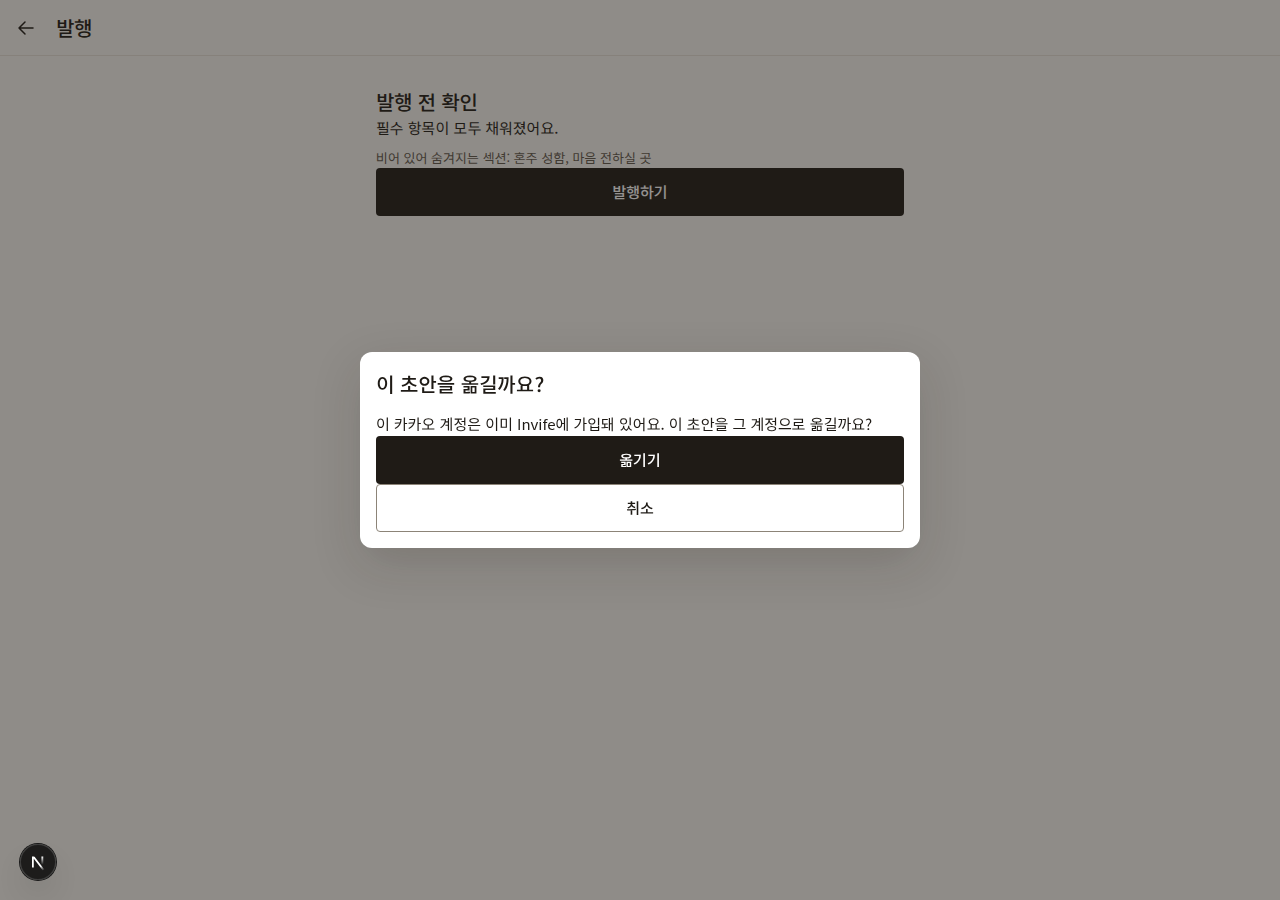 발행
발행 전 확인
필수 항목이 모두 채워졌어요.
비어 있어 숨겨지는 섹션: 혼주 성함, 마음 전하실 곳
발행하기
이 초안을 옮길까요?
이 카카오 계정은 이미 Invife에 가입돼 있어요. 이 초안을 그 계정으로 옮길까요?
옮기기
취소
N